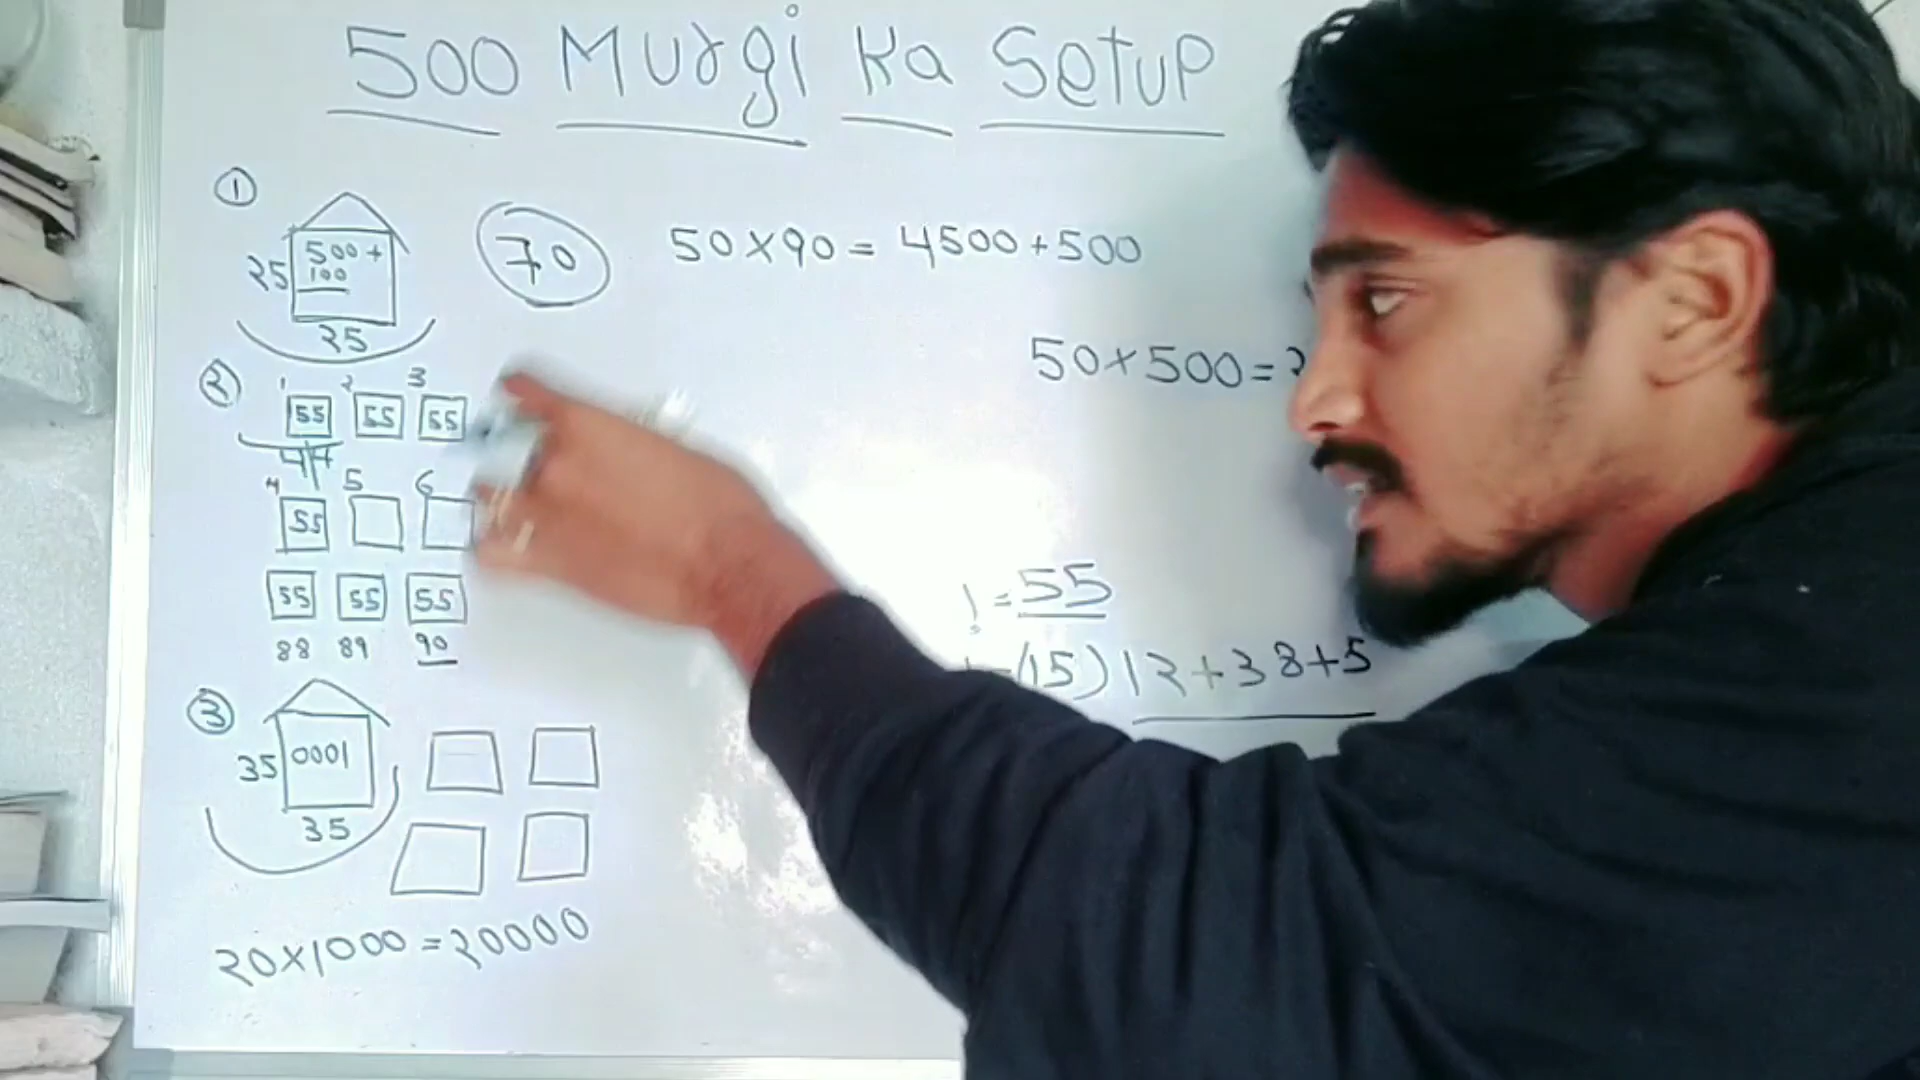 500 Murgi Ka Setup
1
500 +
100
25
25
70
50×90 = 4500+500
50×500=2
2
1 2 3
55 55 55
4 5 6
55
55 55 55
88 89 90
! = 55
(15) 12+38+5
3
35
0001
35
20×1000 = 20000